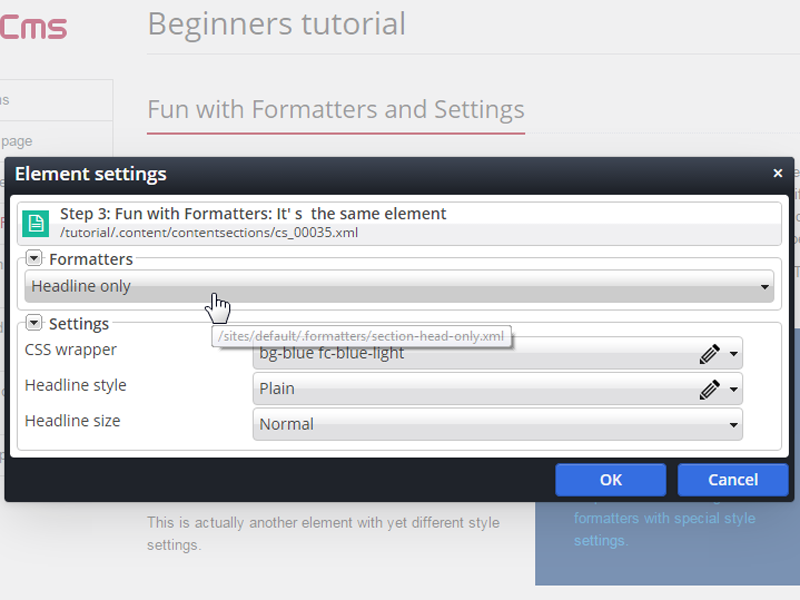 Cms
Beginners tutorial
Fun with Formatters and Settings
page
Element settings
×
Step 3: Fun with Formatters: It' s  the same element
/tutorial/.content/contentsections/cs_00035.xml
Formatters
Headline only
/sites/default/.formatters/section-head-only.xml
Settings
CSS wrapper
bg-blue fc-blue-light
Headline style
Plain
Headline size
Normal
OK
Cancel
This is actually another element with yet different style
settings.
formatters with special style
settings.